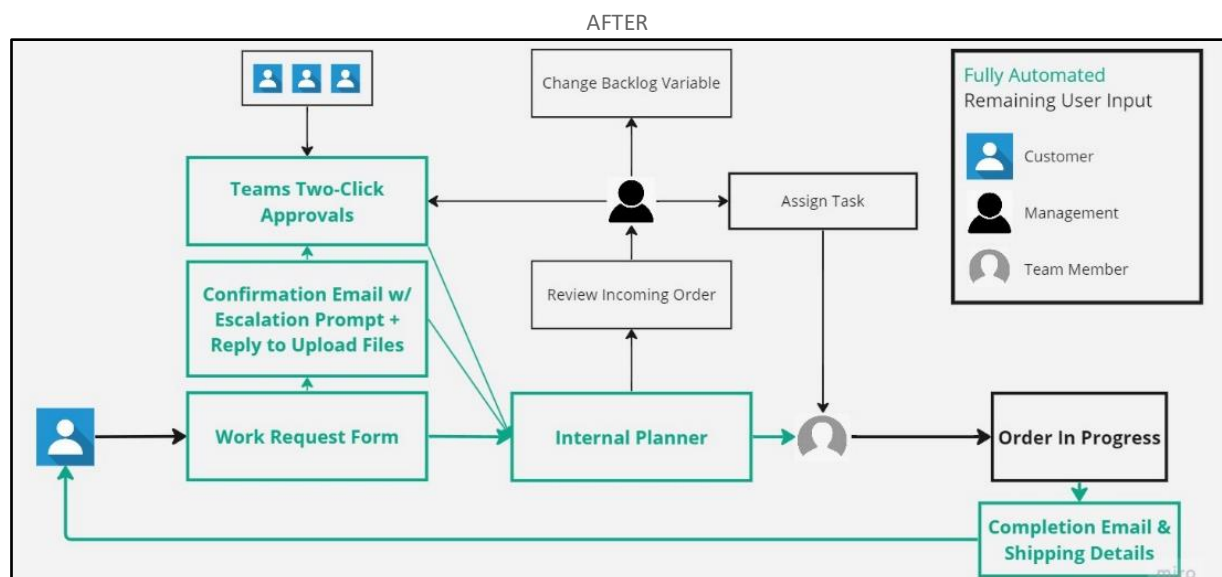 AFTER
Change Backlog Variable
Fully Automated
Remaining User Input
Customer
Management
Team Member
Teams Two-Click
Approvals
Assign Task
Confirmation Email w/
Escalation Prompt +
Reply to Upload Files
Review Incoming Order
Work Request Form
Internal Planner
Order In Progress
Completion Email &
Shipping Details
miro